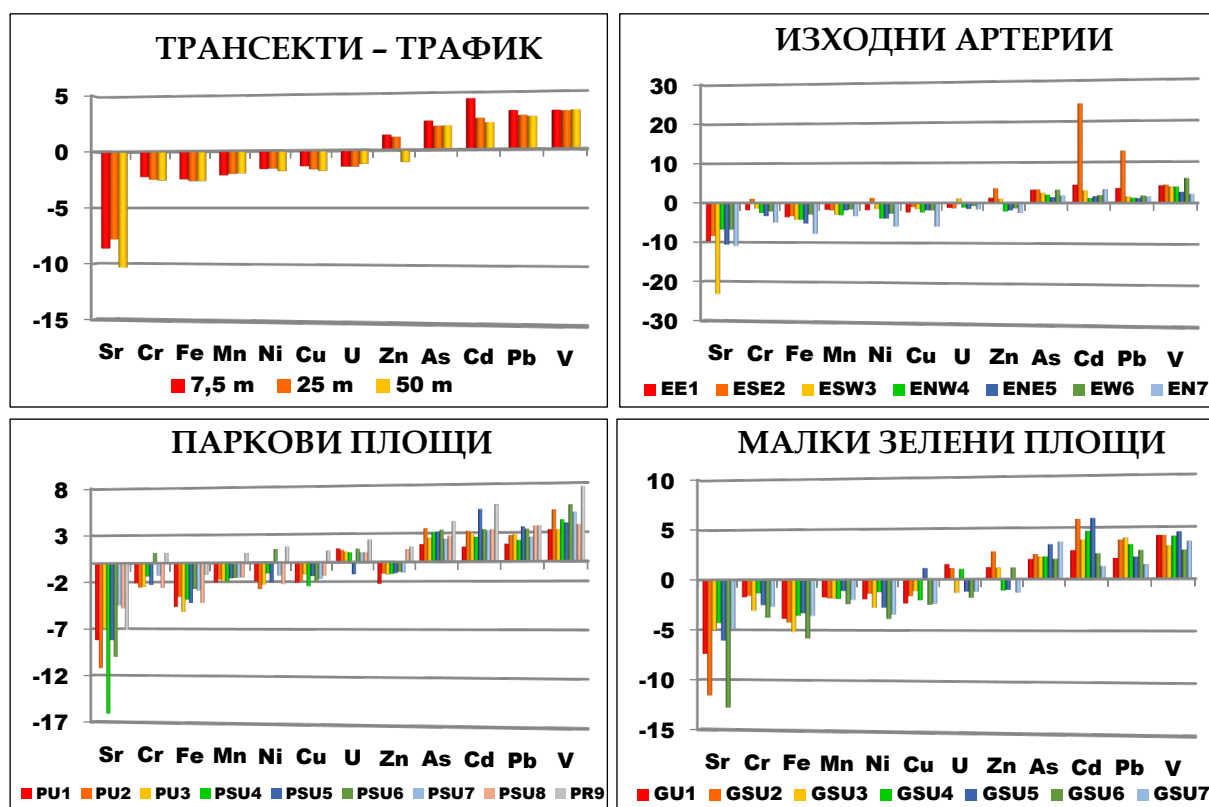 ТРАНСЕКТИ – ТРАФИК
5
0
-5
-10
-15
Sr Cr Fe Mn Ni Cu U Zn As Cd Pb V
7,5 m 25 m 50 m
ИЗХОДНИ АРТЕРИИ
30
20
10
0
-10
-20
-30
Sr Cr Fe Mn Ni Cu U Zn As Cd Pb V
EE1 ESE2 ESW3 ENW4 ENE5 EW6 EN7
ПАРКОВИ ПЛОЩИ
8
3
-2
-7
-12
-17
Sr Cr Fe Mn Ni Cu U Zn As Cd Pb V
PU1 PU2 PU3 PSU4 PSU5 PSU6 PSU7 PSU8 PR9
МАЛКИ ЗЕЛЕНИ ПЛОЩИ
10
5
0
-5
-10
-15
Sr Cr Fe Mn Ni Cu U Zn As Cd Pb V
GU1 GSU2 GSU3 GSU4 GSU5 GSU6 GSU7